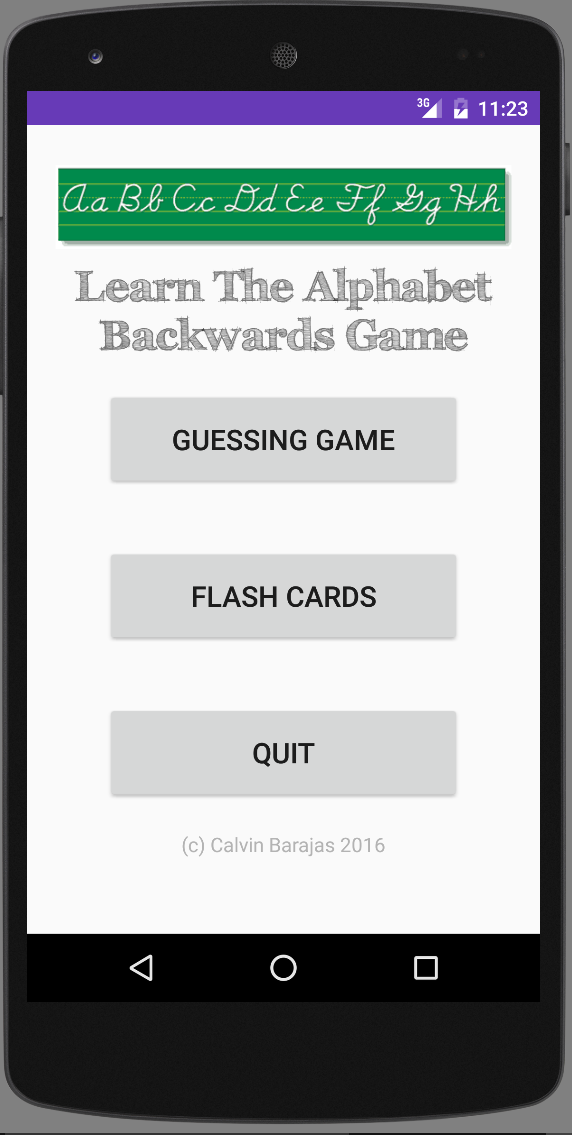 3G 11:23
Aa Bb Cc Dd Ee Ff Gg Hh
Learn The Alphabet
Backwards Game
GUESSING GAME
FLASH CARDS
QUIT
(c) Calvin Barajas 2016